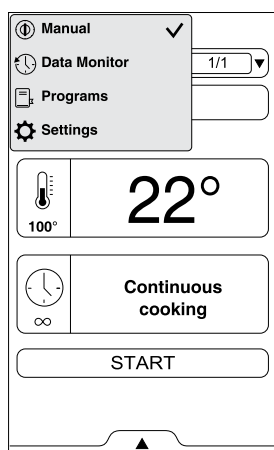 Manual
Data Monitor
1/1
Programs
Settings
100°
22°
Continuous
cooking
∞
START